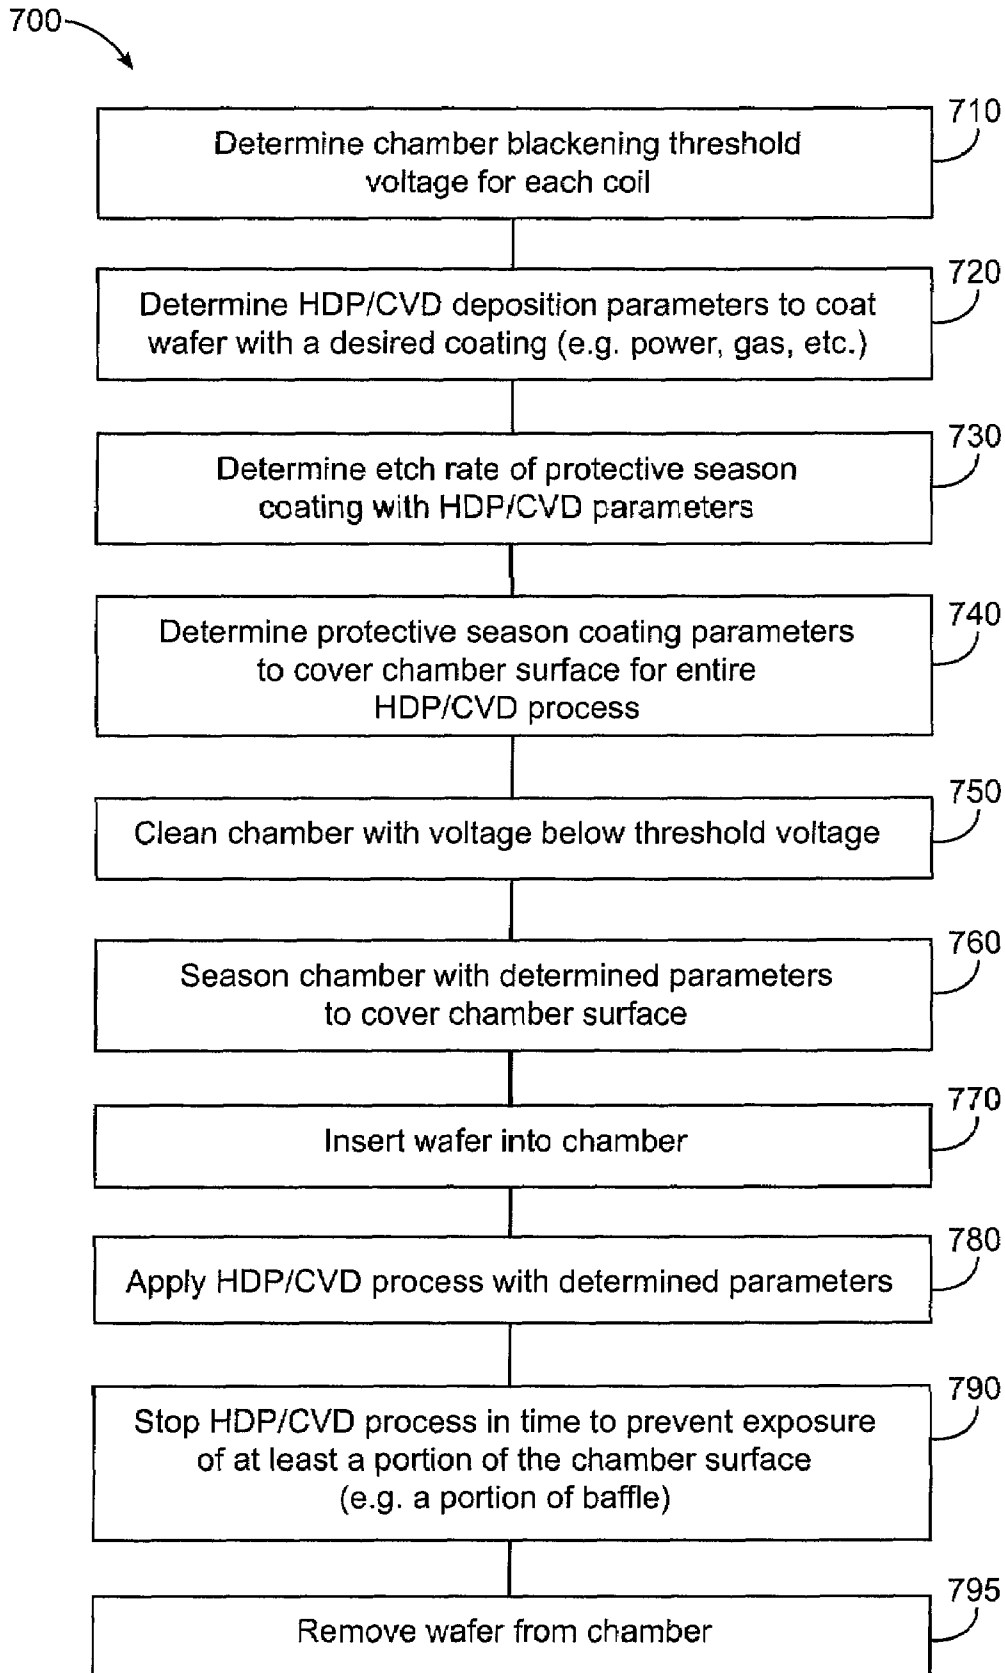 700
710
Determine chamber blackening threshold
voltage for each coil
720
Determine HDP/CVD deposition parameters to coat
wafer with a desired coating (e.g. power, gas, etc.)
730
Determine etch rate of protective season
coating with HDP/CVD parameters
740
Determine protective season coating parameters
to cover chamber surface for entire
HDP/CVD process
750
Clean chamber with voltage below threshold voltage
760
Season chamber with determined parameters
to cover chamber surface
770
Insert wafer into chamber
780
Apply HDP/CVD process with determined parameters
790
Stop HDP/CVD process in time to prevent exposure
of at least a portion of the chamber surface
(e.g. a portion of baffle)
795
Remove wafer from chamber